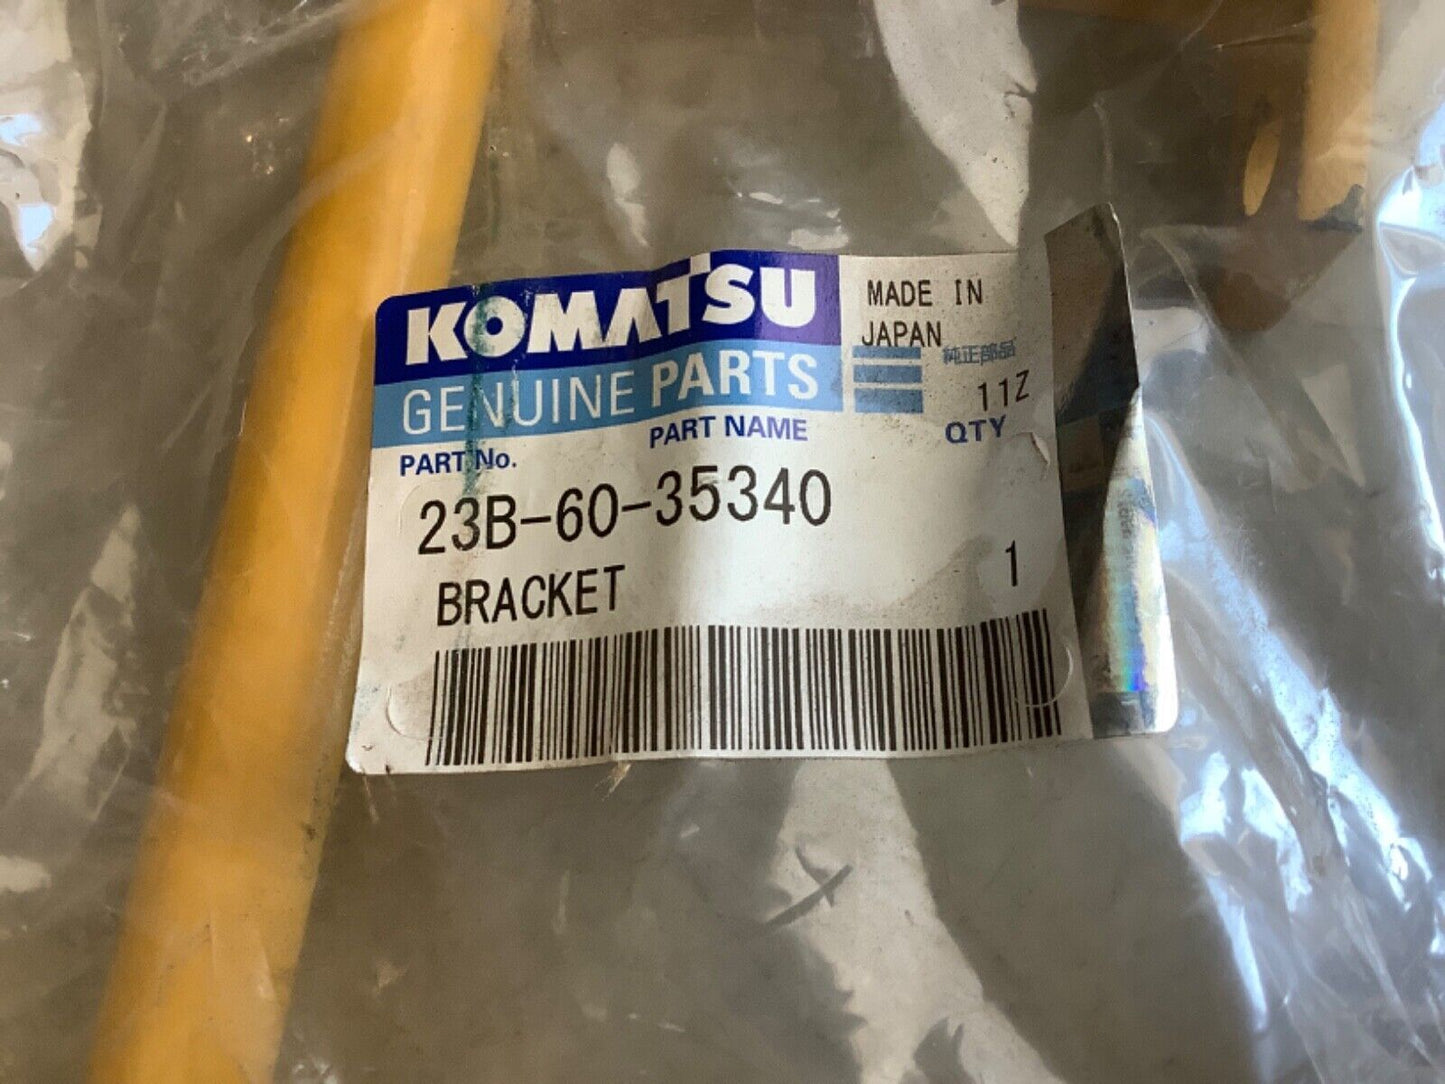 KOMATSU
MADE IN
JAPAN
GENUINE PARTS
純正部品
11Z
PART No.
PART NAME
QTY
23B-60-35340
BRACKET
1